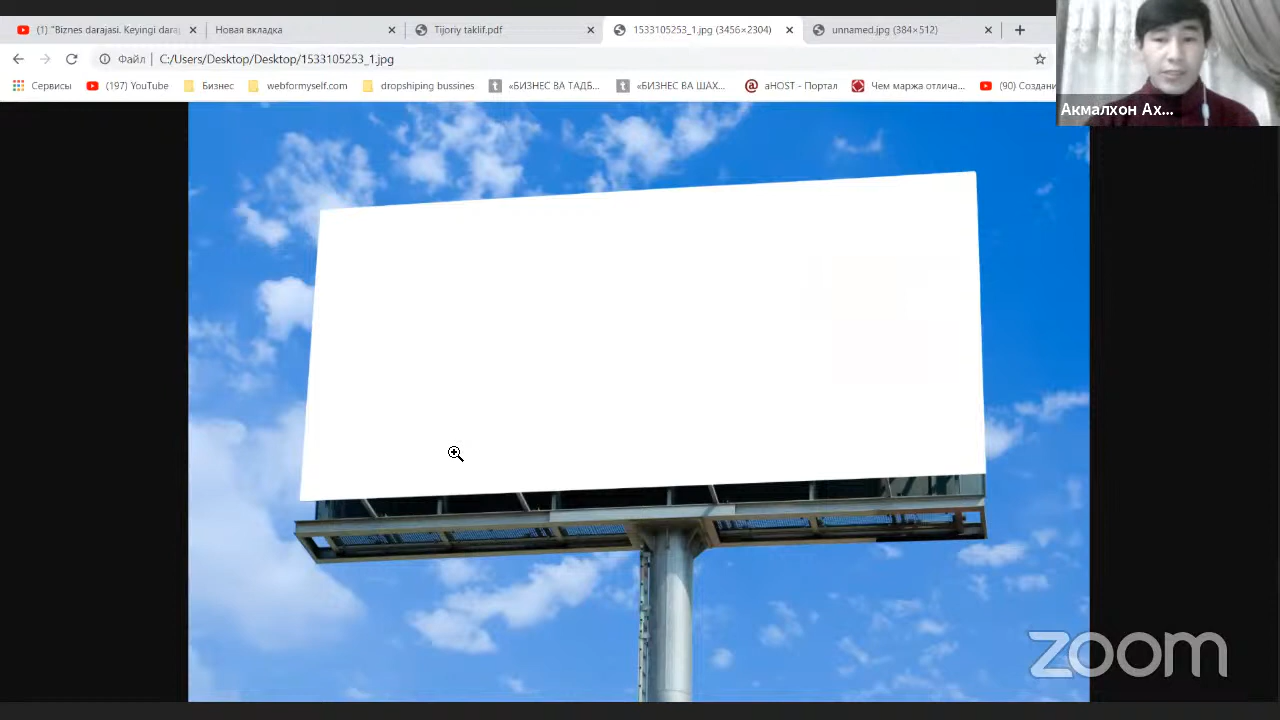 (1) "Biznes darajasi. Keyingi dara
Новая вкладка
Tijoriy taklif.pdf
1533105253_1.jpg (3456×2304)
unnamed.jpg (384×512)
Файл
C:/Users/Desktop/Desktop/1533105253_1.jpg
Сервисы
(197) YouTube
Бизнес
webformyself.com
dropshiping bussines
«БИЗНЕС ВА ТАДБ...
«БИЗНЕС ВА ШАХ...
aHOST - Портал
Чем маржа отлича...
(90) Создани
Акмалхон Ах...
zoom